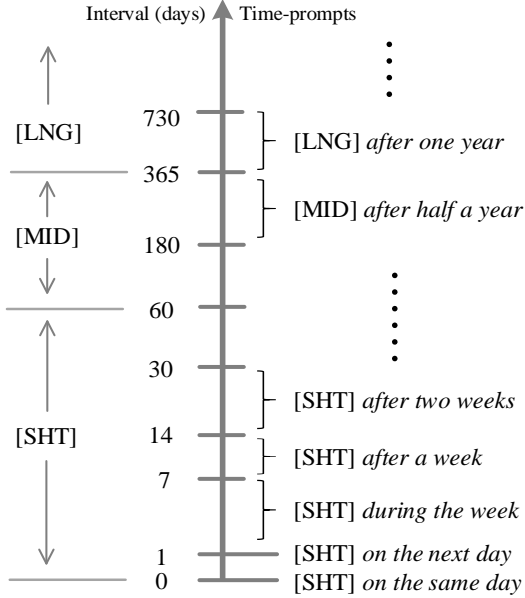 Interval (days) Time-prompts
730
[LNG] [LNG] after one year
365
[MID] after half a year
[MID]
180
60
30
[SHT] after two weeks
[SHT] 14
[SHT] after a week
7
[SHT] during the week
1 [SHT] on the next day
0 [SHT] on the same day